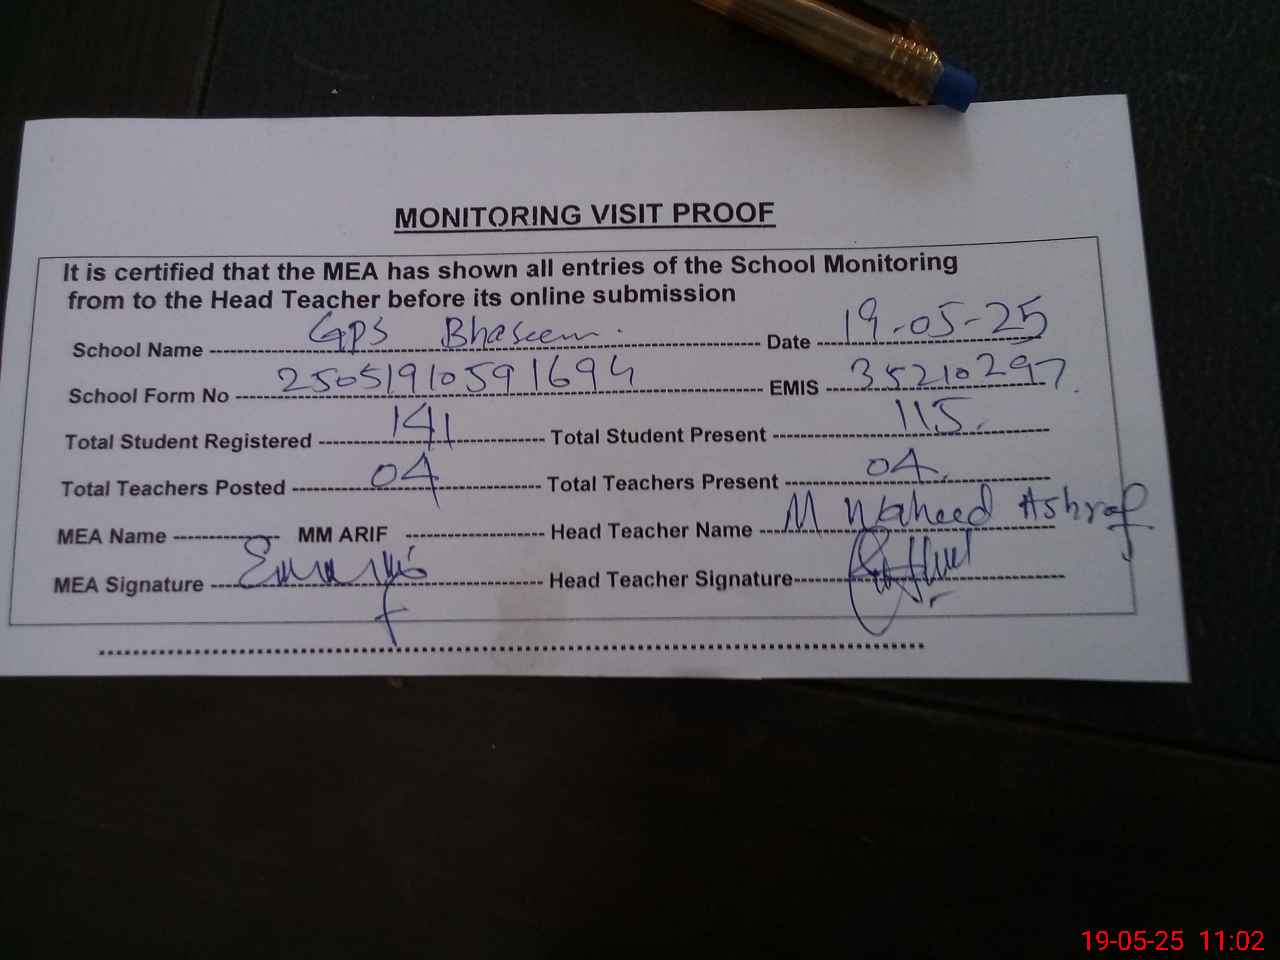 MONITORING VISIT PROOF
It is certified that the MEA has shown all entries of the School Monitoring
from to the Head Teacher before its online submission
School Name GPS Bhaseen Date 19-05-25
School Form No 25051910591694 EMIS 35210297
Total Student Registered 141 Total Student Present 115
Total Teachers Posted 04 Total Teachers Present 04
MEA Name MM ARIF Head Teacher Name M Waheed Ashraf
MEA Signature Head Teacher Signature
19-05-25 11:02